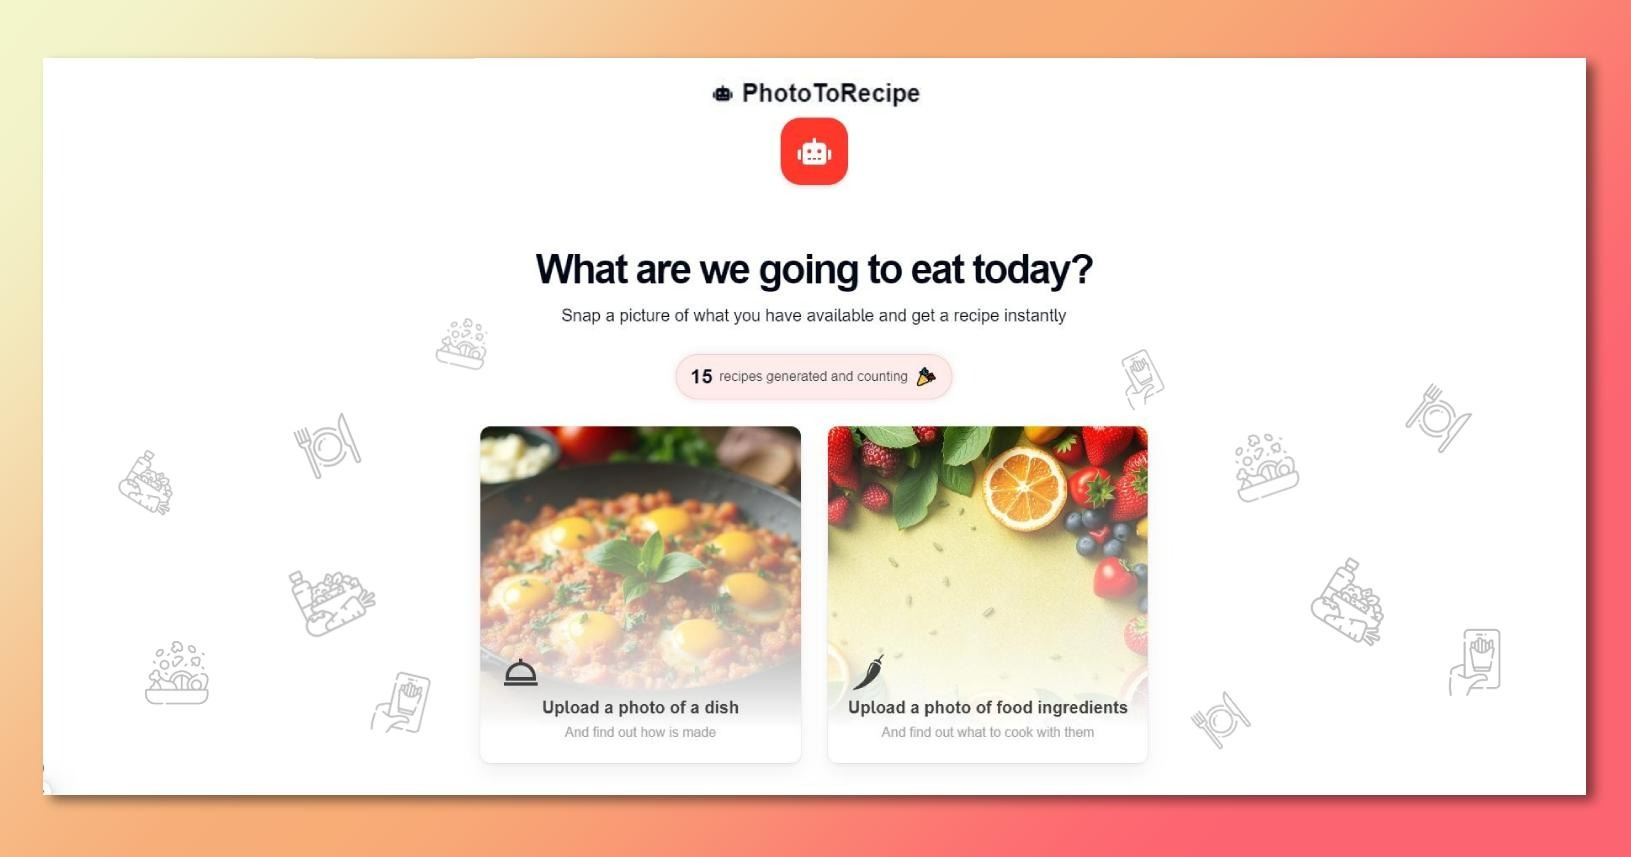 PhotoToRecipe
What are we going to eat today?
Snap a picture of what you have available and get a recipe instantly
15 recipes generated and counting
Upload a photo of a dish
And find out how is made
Upload a photo of food ingredients
And find out what to cook with them